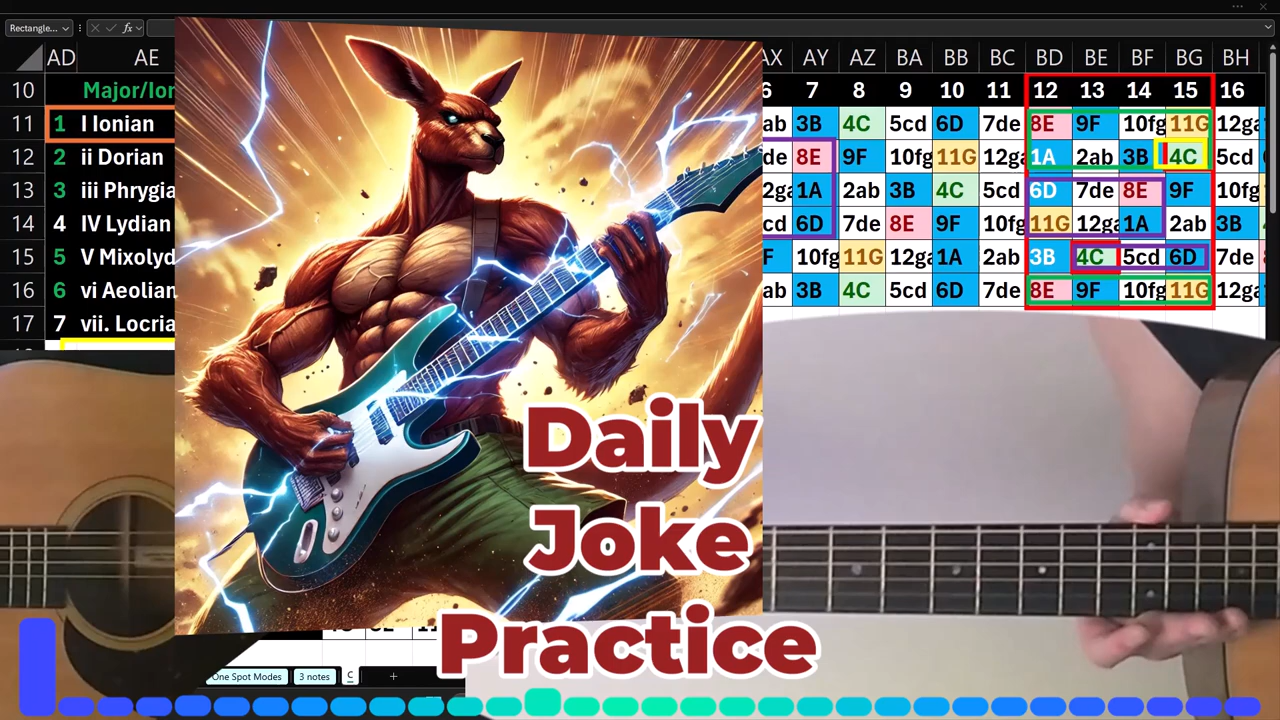 Rectangle... fx
AD AE AX AY AZ BA BB BC BD BE BF BG BH
10 Major/Ior 6 7 8 9 10 11 12 13 14 15 16
11 1 I Ionian ab 3B 4C 5cd 6D 7de 8E 9F 10fg 11G 12ga
12 2 ii Dorian de 8E 9F 10fg 11G 12ga 1A 2ab 3B 4C 5cd
13 3 iii Phrygia 2ga 1A 2ab 3B 4C 5cd 6D 7de 8E 9F 10fg
14 4 IV Lydian cd 6D 7de 8E 9F 10fg 11G 12ga 1A 2ab 3B
15 5 V Mixolyd F 10fg 11G 12ga 1A 2ab 3B 4C 5cd 6D 7de
16 6 vi Aeolian ab 3B 4C 5cd 6D 7de 8E 9F 10fg 11G 12ga
17 7 vii. Locria
Daily
Joke
Practice
One Spot Modes 3 notes C +